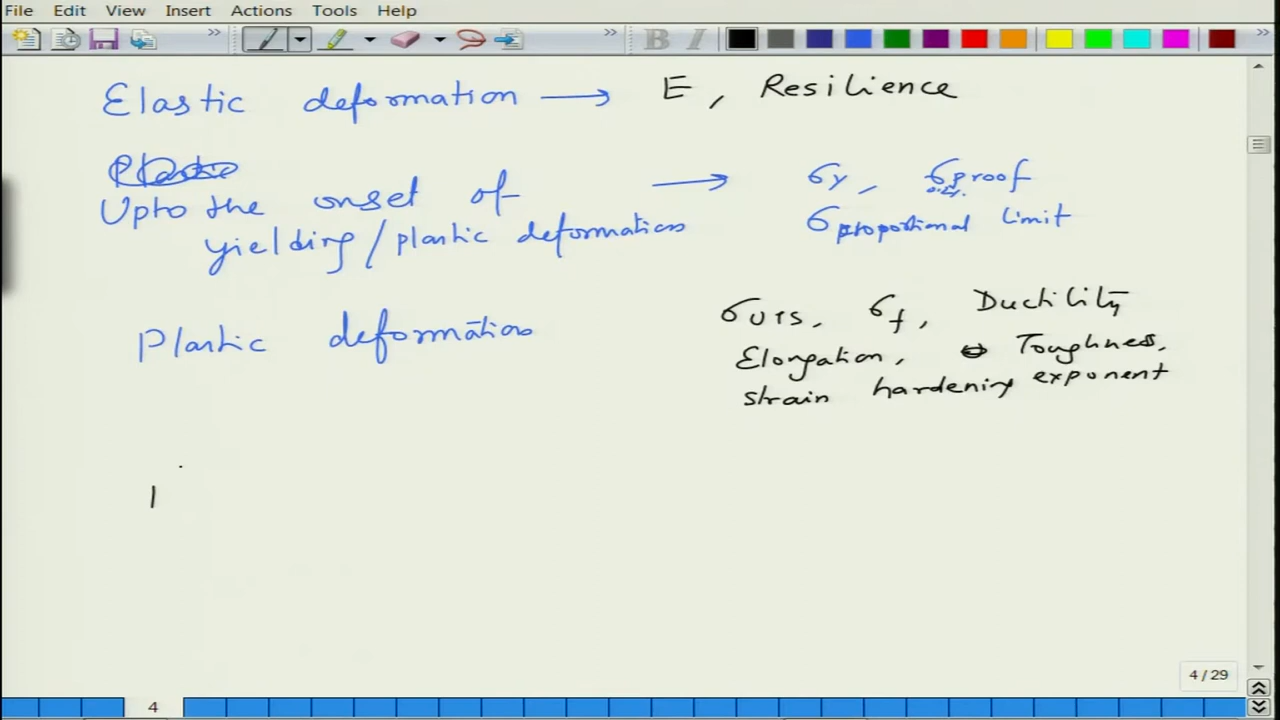 File Edit View Insert Actions Tools Help
Elastic deformation → E, Resilience
Upto the onset of → σy, σproof
yielding/plastic deformation σproportional limit
Plastic deformation σUTS, σf, Ductility
Elongation, Toughness,
strain hardening exponent
4/29
4